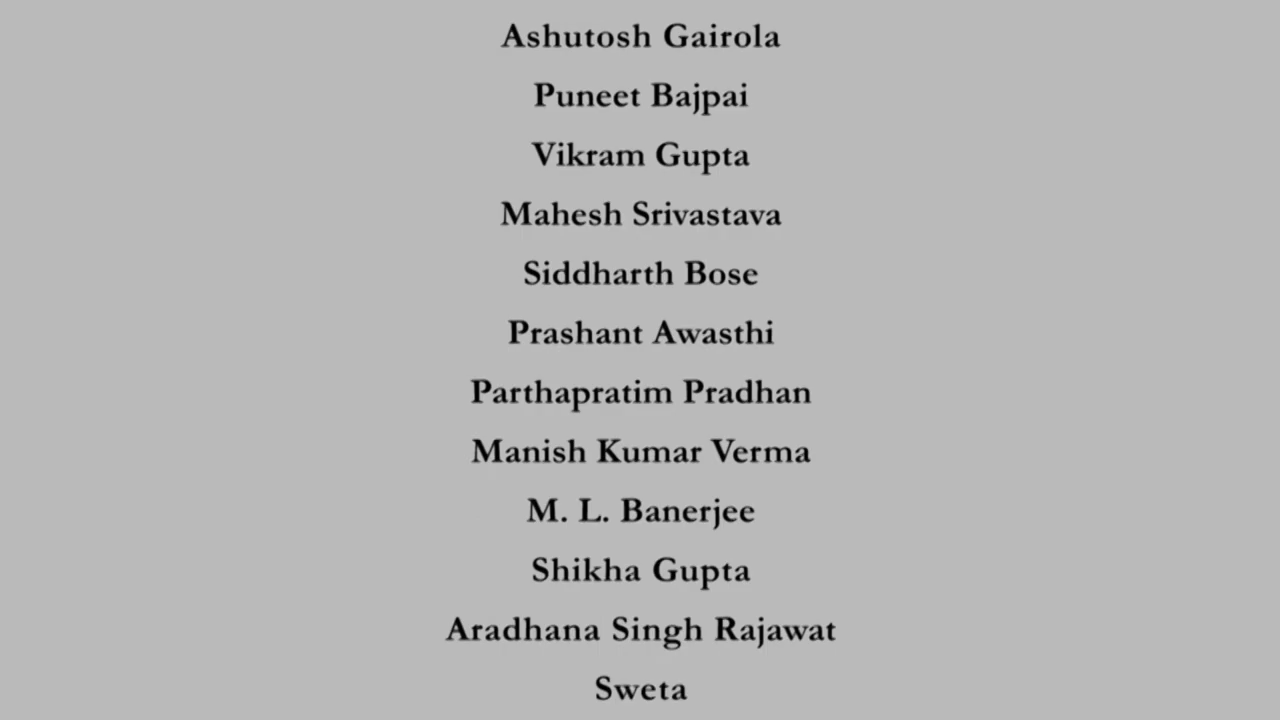 Ashutosh Gairola
Puneet Bajpai
Vikram Gupta
Mahesh Srivastava
Siddharth Bose
Prashant Awasthi
Parthapratim Pradhan
Manish Kumar Verma
M. L. Banerjee
Shikha Gupta
Aradhana Singh Rajawat
Sweta